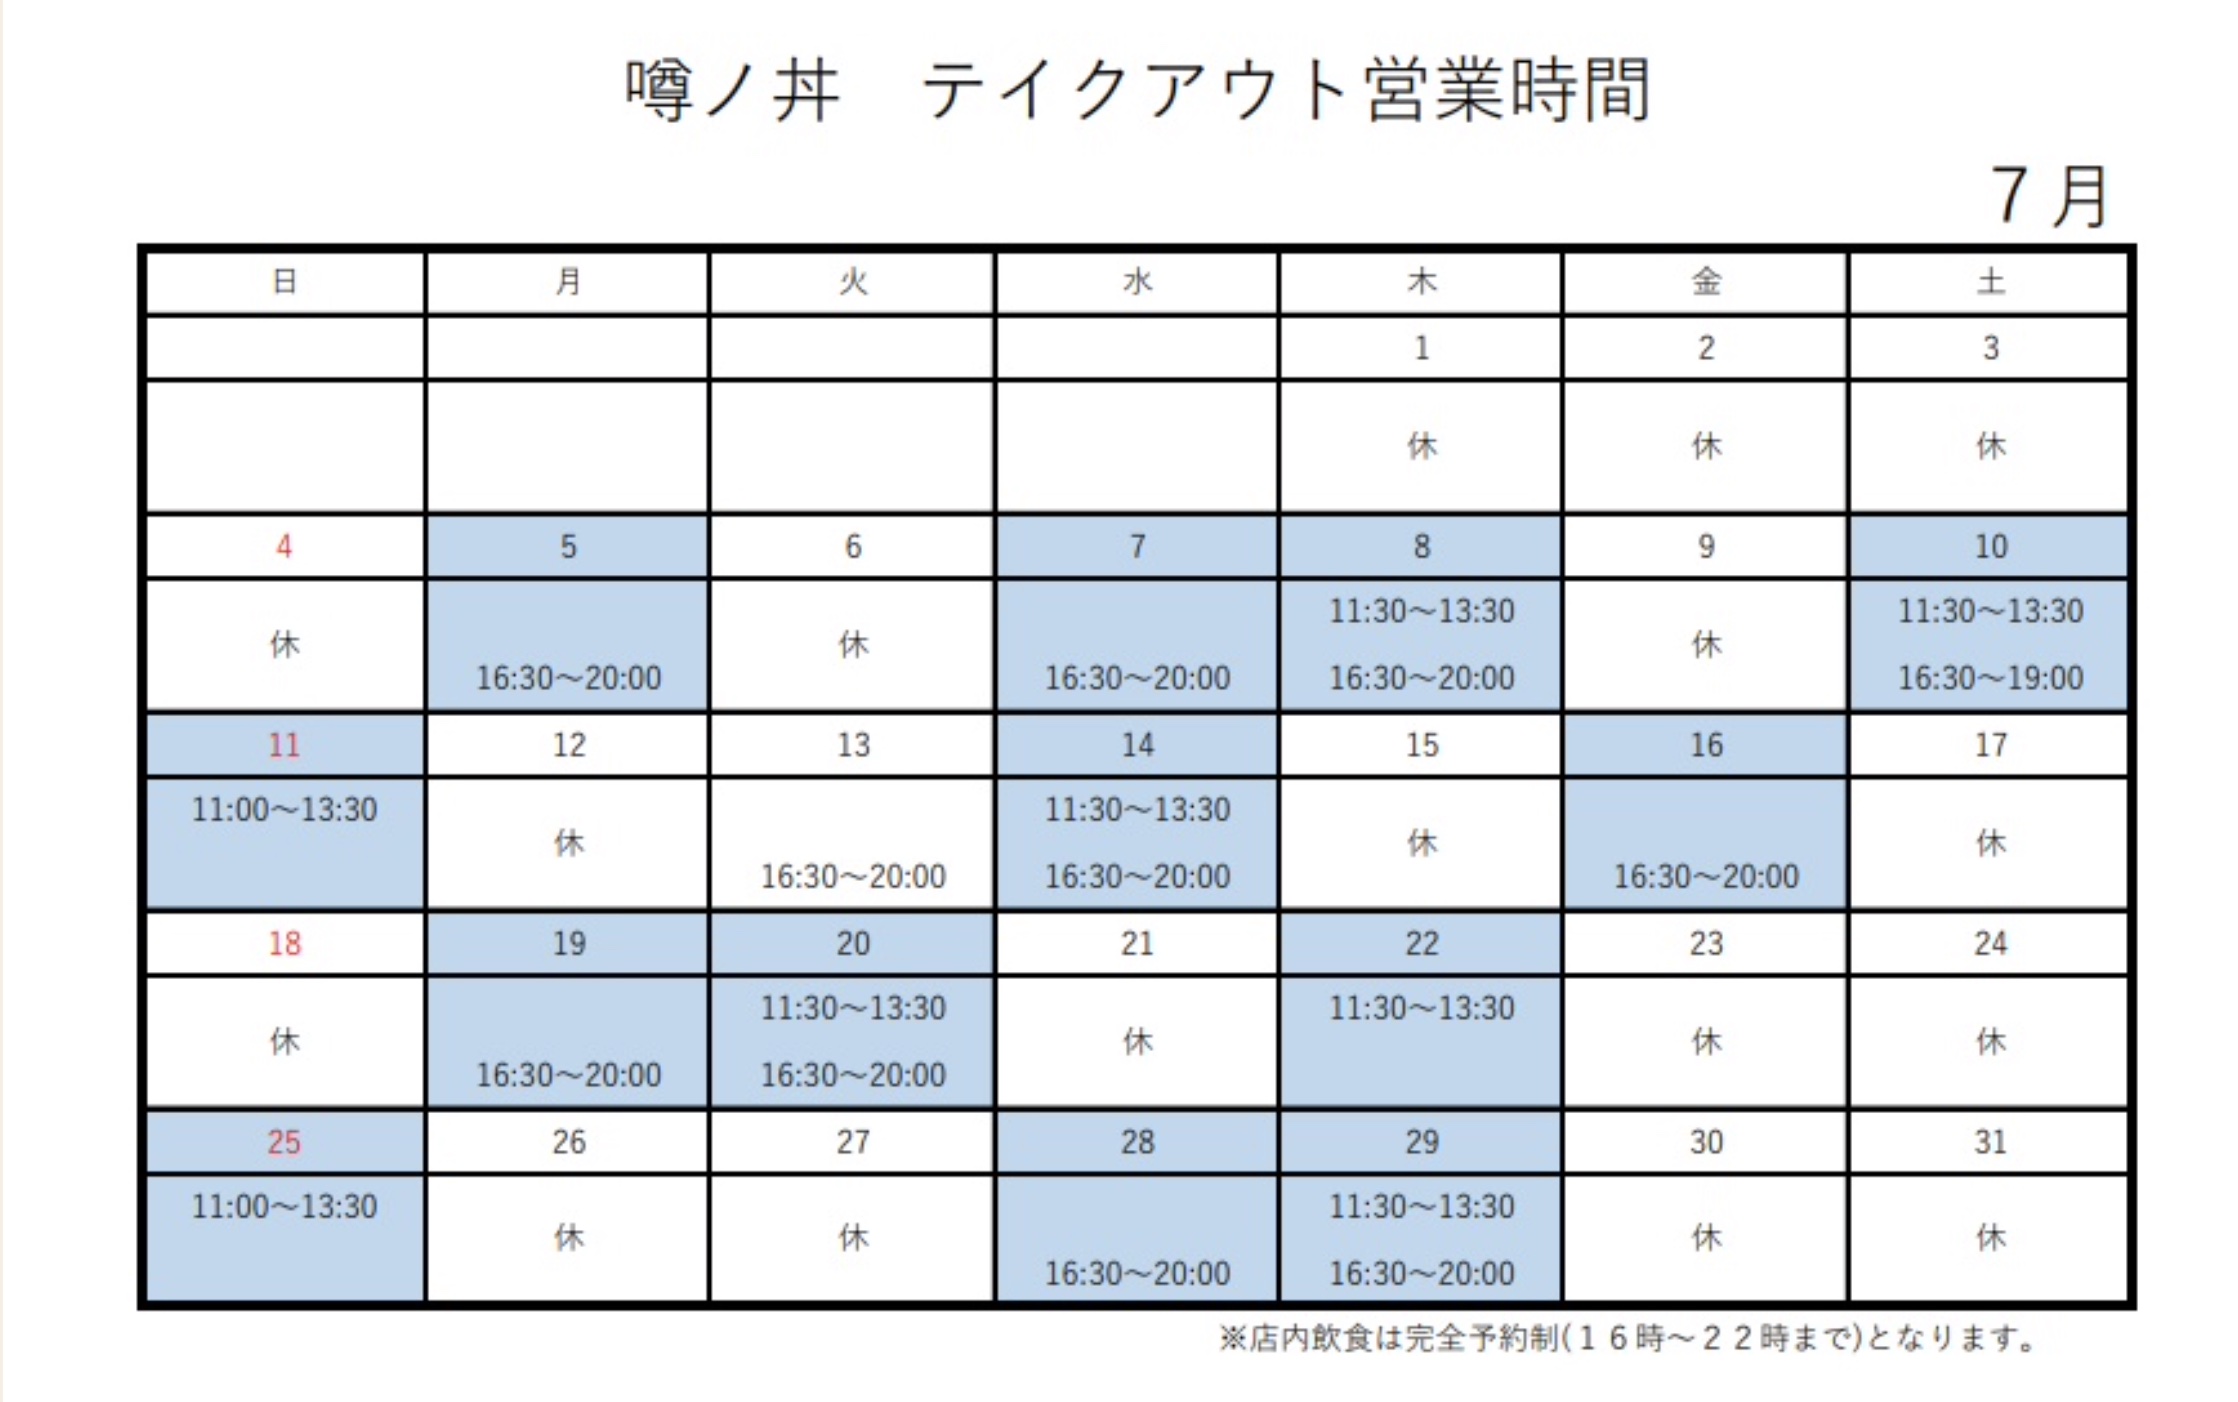 噂ノ丼　テイクアウト営業時間
７月
日 月 火 水 木 金 土
1 2 3
休 休 休
4 5 6 7 8 9 10
休 16:30～20:00 休 16:30～20:00 11:30～13:30 16:30～20:00 休 11:30～13:30 16:30～19:00
11 12 13 14 15 16 17
11:00～13:30 休 16:30～20:00 11:30～13:30 16:30～20:00 休 16:30～20:00 休
18 19 20 21 22 23 24
休 16:30～20:00 11:30～13:30 16:30～20:00 休 11:30～13:30 休 休
25 26 27 28 29 30 31
11:00～13:30 休 休 16:30～20:00 11:30～13:30 16:30～20:00 休 休
※店内飲食は完全予約制(１６時～２２時まで)となります。